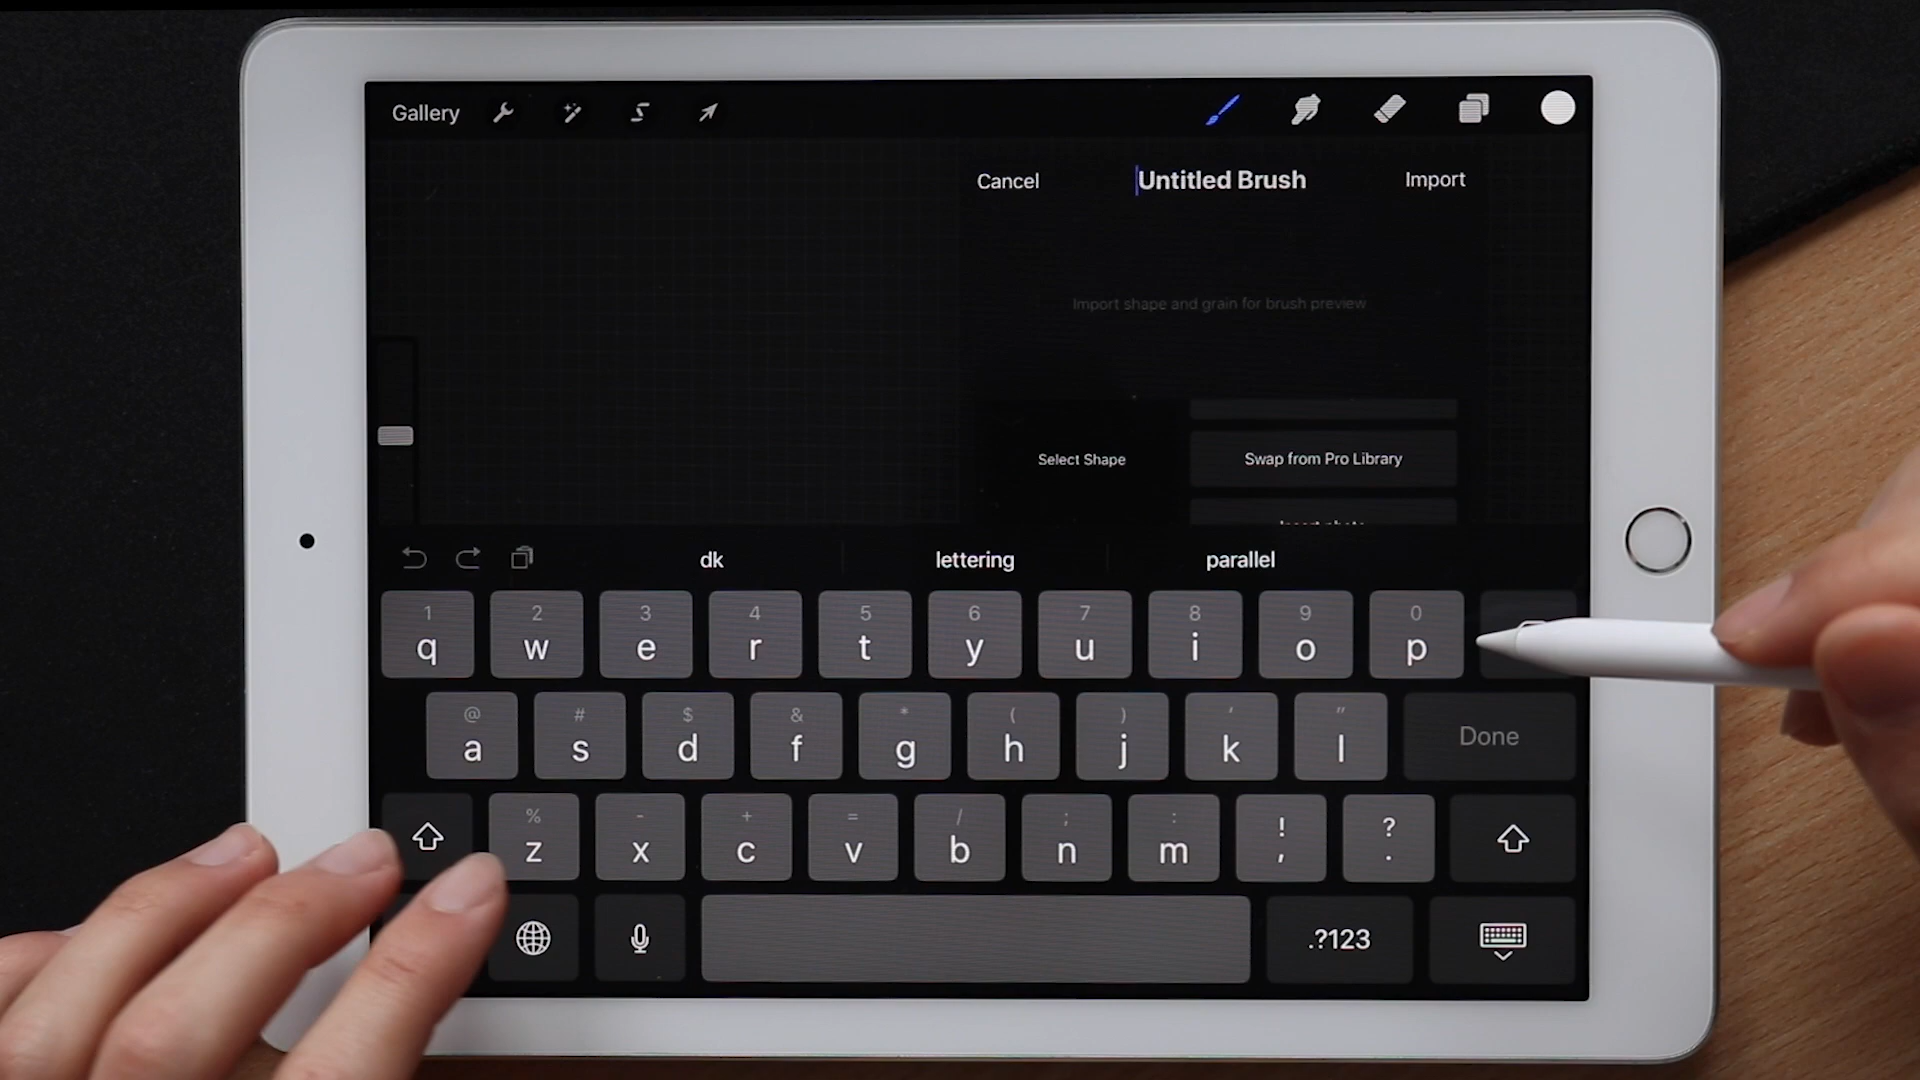 Gallery
Cancel Untitled Brush Import
Import shape and grain for brush preview
Select Shape Swap from Pro Library
dk lettering parallel
1 2 3 4 5 6 7 8 9 0
q w e r t y u i o p
@ # $ & * ( ) ' "
a s d f g h j k l Done
% - + = / ; : ! ?
z x c v b n m , .
.?123